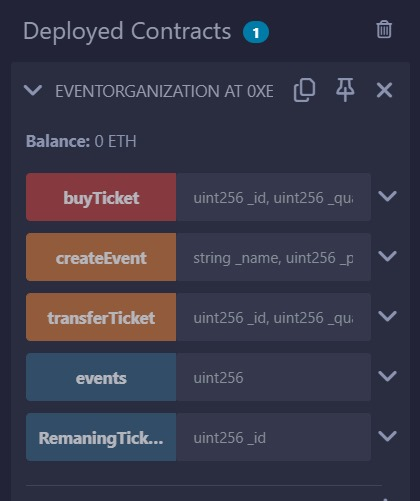 Deployed Contracts 1
EVENTORGANIZATION AT 0XE
Balance: 0 ETH
buyTicket uint256 _id, uint256 _qua
createEvent string _name, uint256 _p
transferTicket uint256 _id, uint256 _qua
events uint256
RemaningTick... uint256 _id